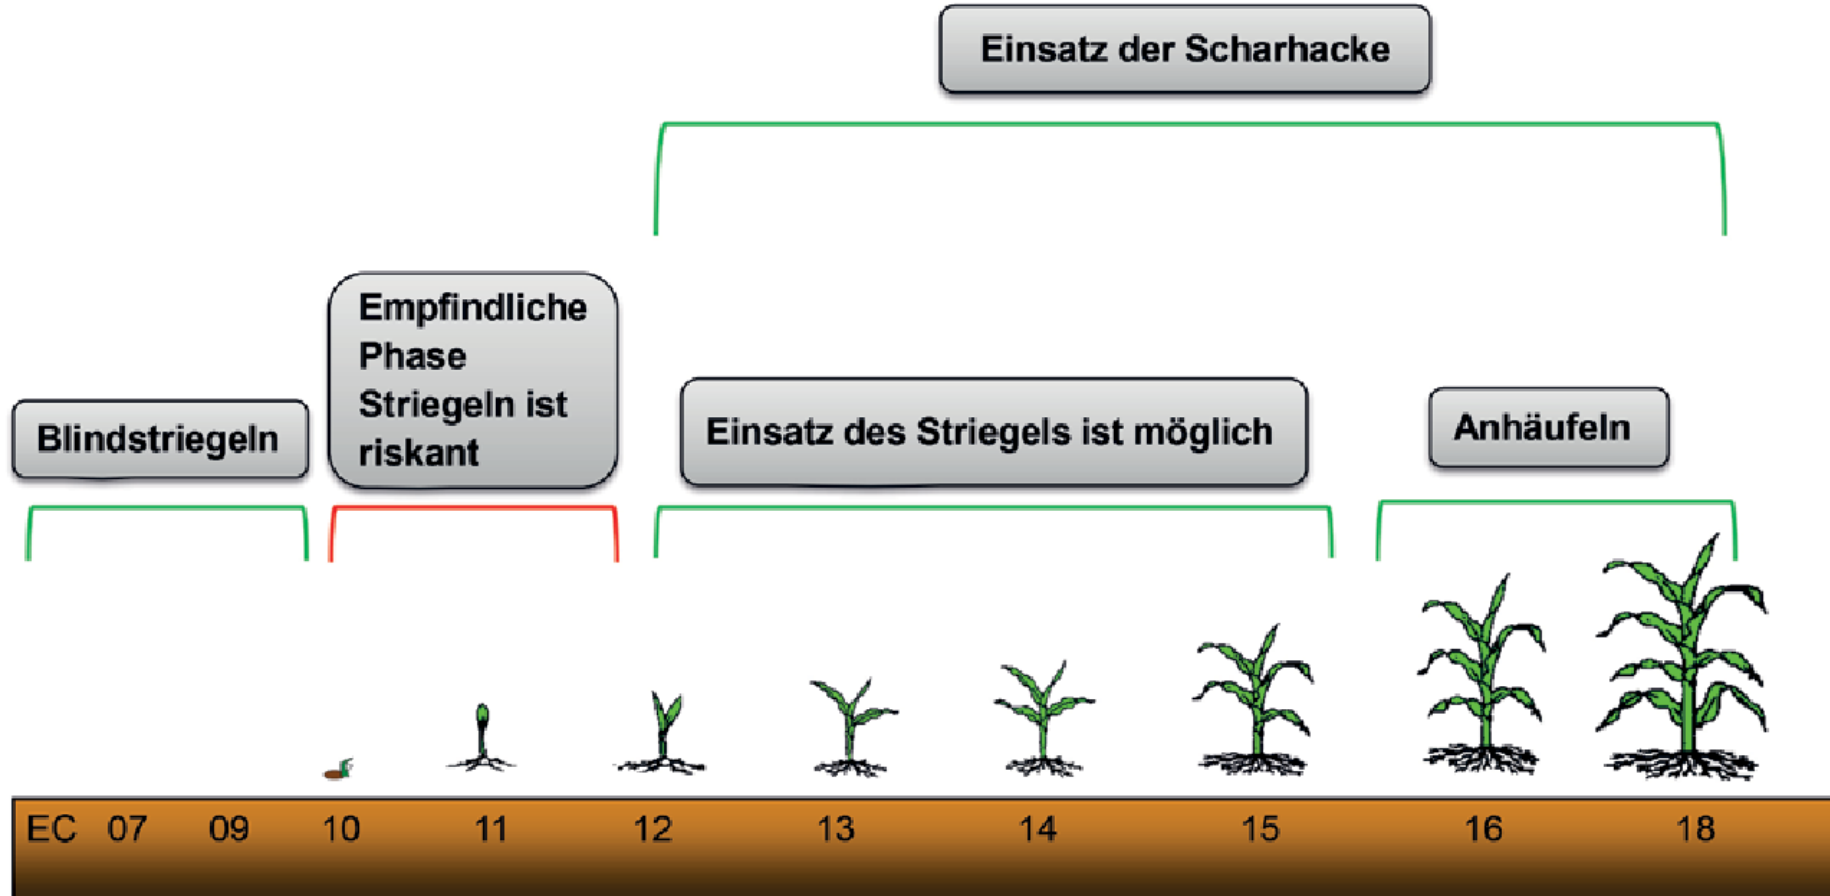 Einsatz der Scharhacke
Empfindliche
Phase
Striegeln ist
riskant
Blindstriegeln
Einsatz des Striegels ist möglich
Anhäufeln
EC 07 09 10 11 12 13 14 15 16 18